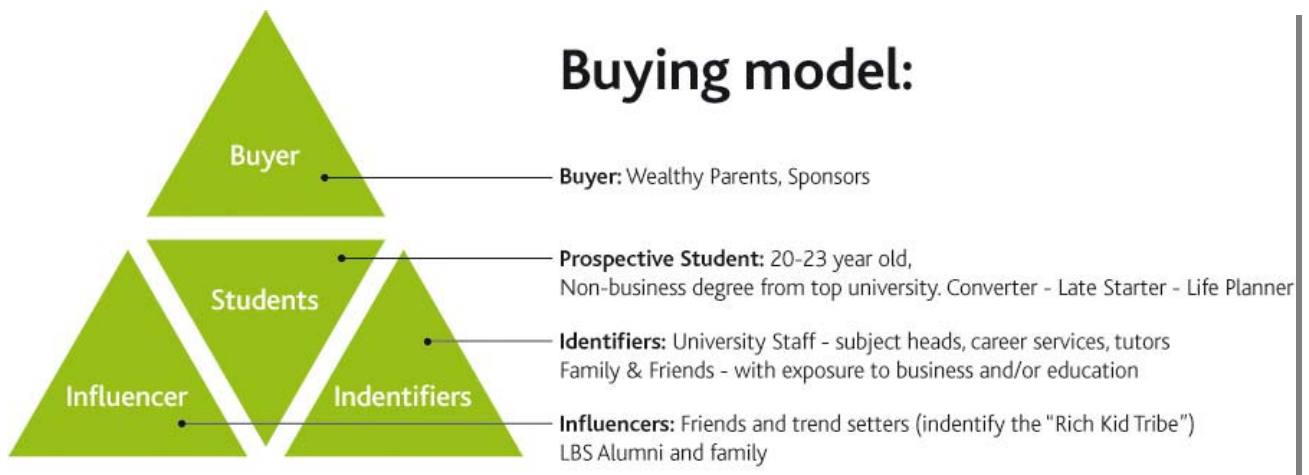 Buying model:
Buyer
Buyer: Wealthy Parents, Sponsors
Students
Prospective Student: 20-23 year old,
Non-business degree from top university. Converter - Late Starter - Life Planner
Influencer
Indentifiers
Identifiers: University Staff - subject heads, career services, tutors
Family & Friends - with exposure to business and/or education
Influencers: Friends and trend setters (indentify the “Rich Kid Tribe”)
LBS Alumni and family